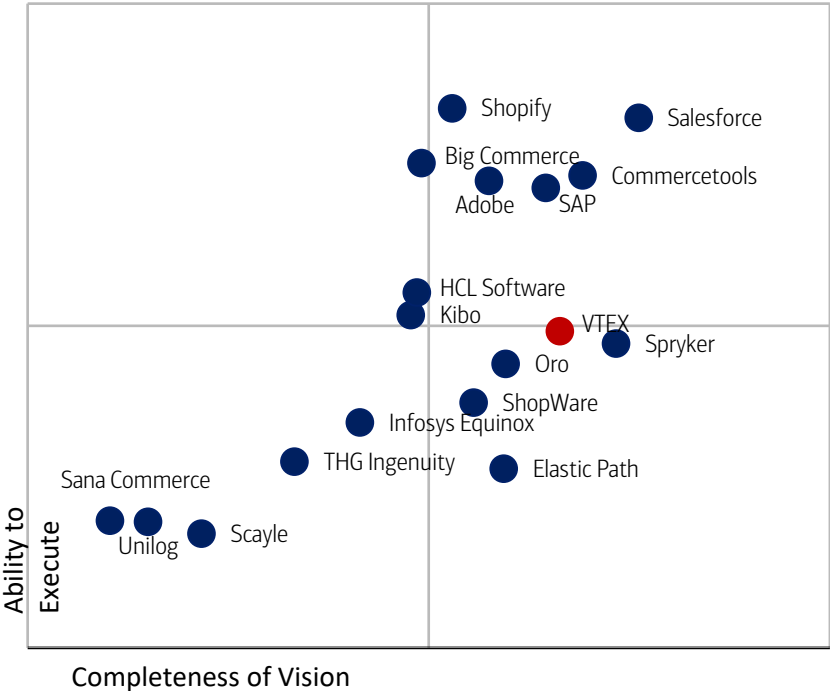 Shopify
Salesforce
Big Commerce
Commercetools
Adobe
SAP
HCL Software
Kibo
VTEX
Spryker
Oro
ShopWare
Infosys Equinox
THG Ingenuity
Elastic Path
Sana Commerce
Unilog
Scayle
Ability to
Execute
Completeness of Vision